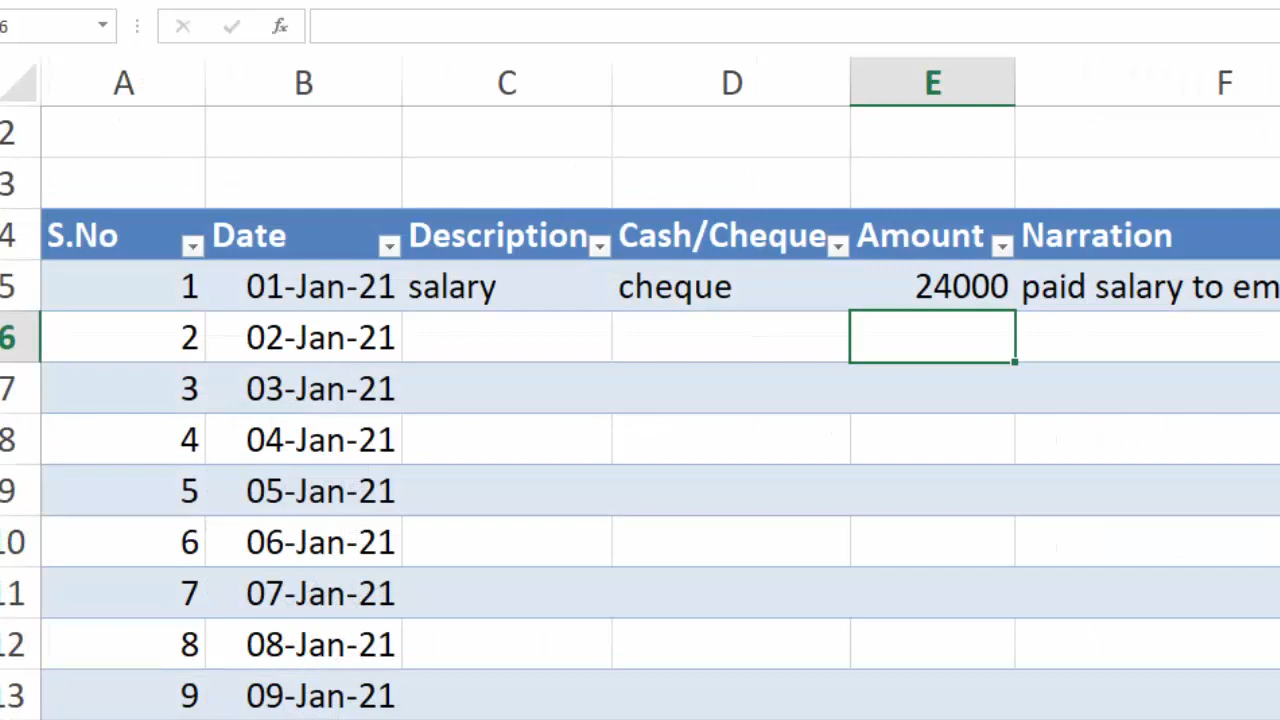 6 fx
A B C D E F
2
3
4 S.No Date Description Cash/Cheque Amount Narration
5 1 01-Jan-21 salary cheque 24000 paid salary to em
6 2 02-Jan-21
7 3 03-Jan-21
8 4 04-Jan-21
9 5 05-Jan-21
10 6 06-Jan-21
11 7 07-Jan-21
12 8 08-Jan-21
13 9 09-Jan-21